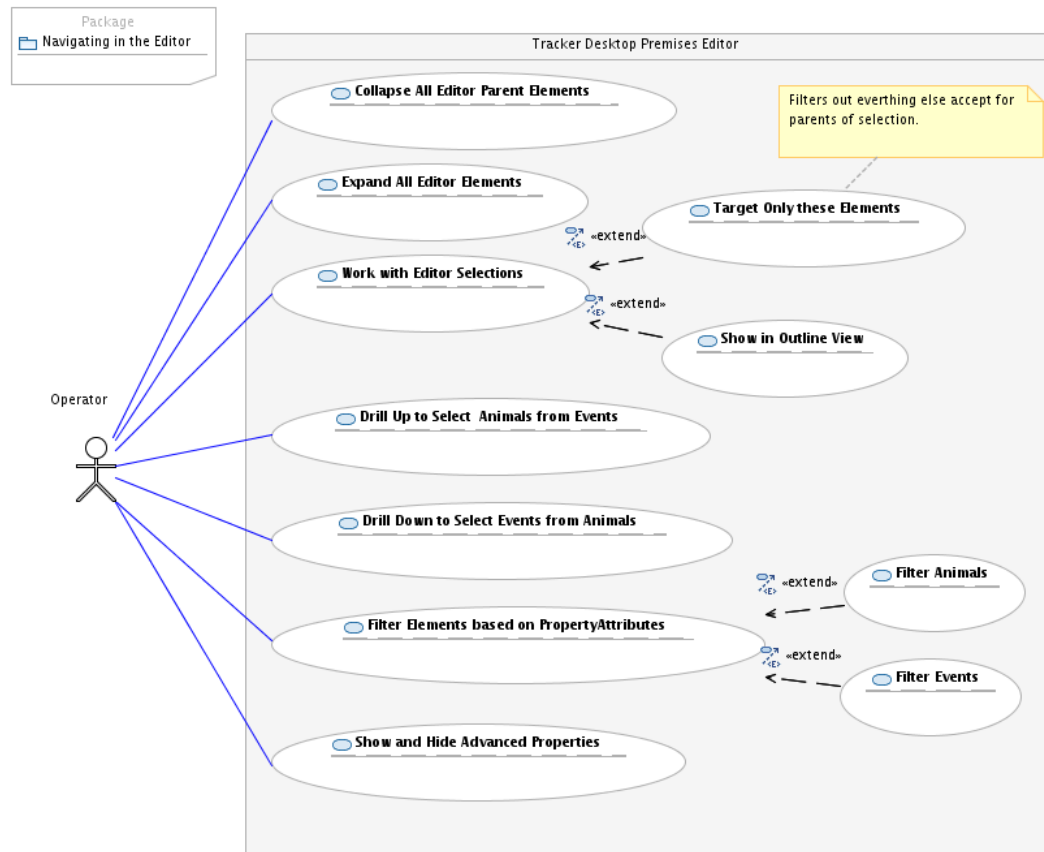 Package
Navigating in the Editor
Tracker Desktop Premises Editor
Collapse All Editor Parent Elements
Filters out everthing else accept for
parents of selection.
Expand All Editor Elements
Target Only these Elements
«extend»
<E>
Work with Editor Selections
«extend»
<E>
Show in Outline View
Operator
Drill Up to Select Animals from Events
Drill Down to Select Events from Animals
Filter Animals
«extend»
<E>
Filter Elements based on PropertyAttributes
«extend»
<E>
Filter Events
Show and Hide Advanced Properties